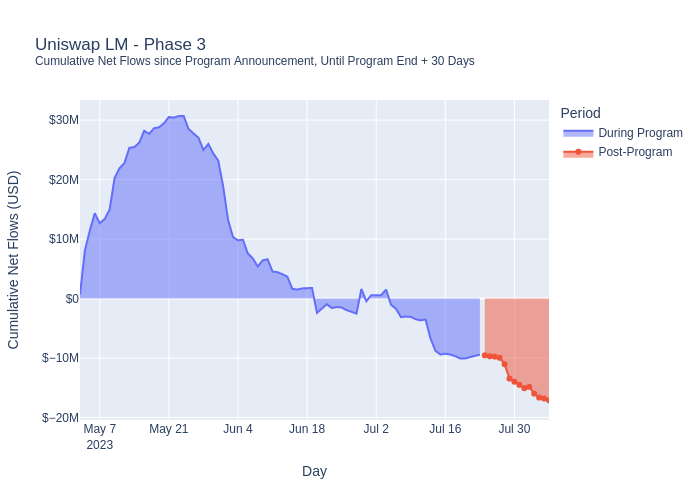 Uniswap LM - Phase 3
Cumulative Net Flows since Program Announcement, Until Program End + 30 Days
Period
During Program
Post-Program
Cumulative Net Flows (USD)
$30M
$20M
$10M
$0
$−10M
$−20M
May 7
2023
May 21
Jun 4
Jun 18
Jul 2
Jul 16
Jul 30
Day